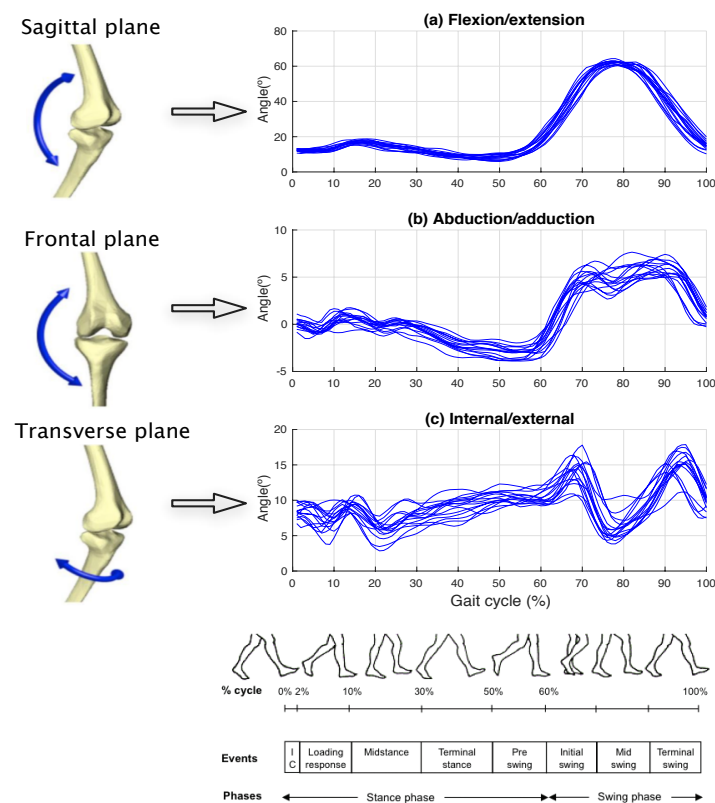 Sagittal plane
(a) Flexion/extension
Angle(º)
80
60
40
20
0
0 10 20 30 40 50 60 70 80 90 100
Frontal plane
(b) Abduction/adduction
Angle(º)
10
5
0
-5
0 10 20 30 40 50 60 70 80 90 100
Transverse plane
(c) Internal/external
Angle(º)
20
15
10
5
0
0 10 20 30 40 50 60 70 80 90 100
Gait cycle (%)
% cycle 0% 2% 10% 30% 50% 60% 100%
Events
I
C
Loading
response
Midstance
Terminal
stance
Pre
swing
Initial
swing
Mid
swing
Terminal
swing
Phases Stance phase Swing phase